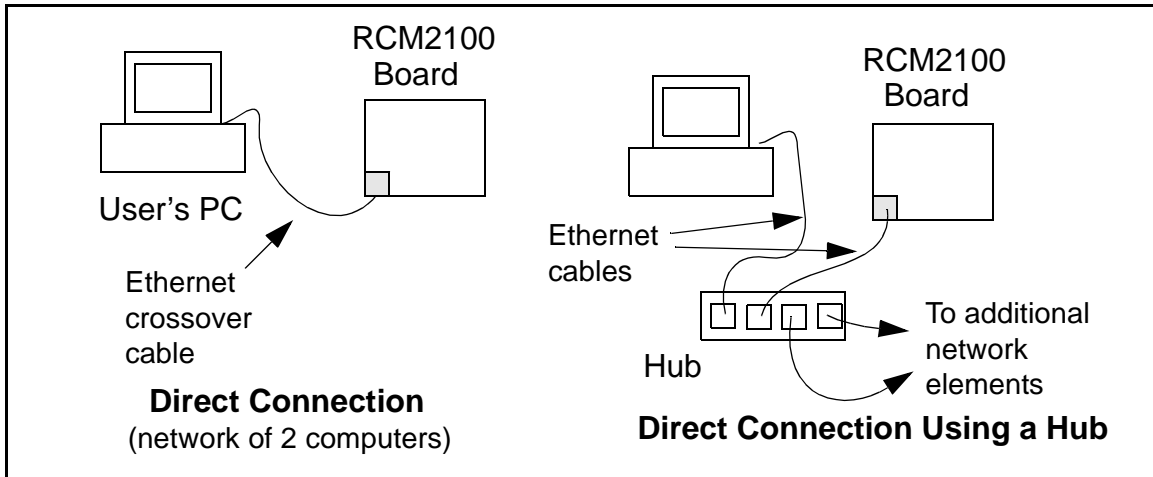 RCM2100
Board
User's PC
Ethernet
crossover
cable
Direct Connection
(network of 2 computers)
RCM2100
Board
Ethernet
cables
Hub
To additional
network
elements
Direct Connection Using a Hub